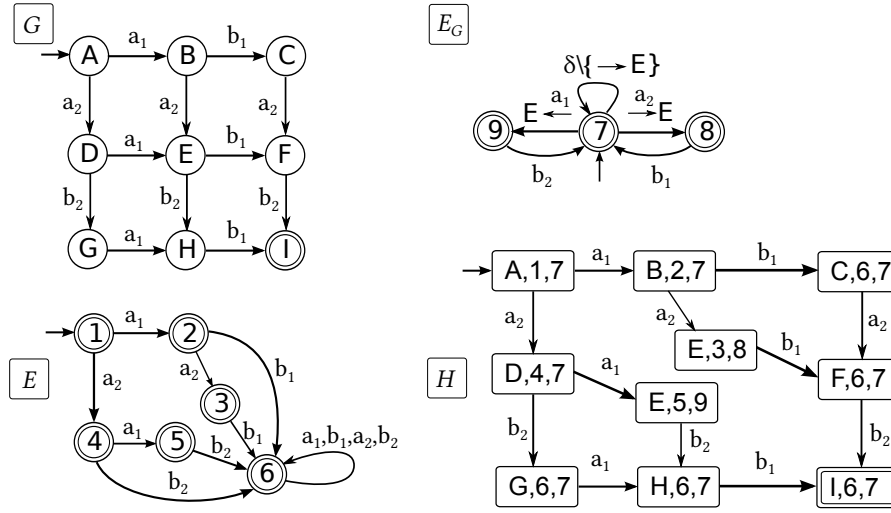 G
A a₁ B b₁ C
a₂ a₂ a₂
D a₁ E b₁ F
b₂ b₂ b₂
G a₁ H b₁ I
E_G
δ\{ → E}
E ← a₁ a₂ → E
9 7 8
b₂ b₁
E
1 a₁ 2
a₂ a₂ b₁
3
4 a₁ 5 b₂ b₁ a₁,b₁,a₂,b₂
b₂ 6
H
A,1,7 a₁ B,2,7 b₁ C,6,7
a₂ a₂ a₂
E,3,8 b₁
D,4,7 a₁ F,6,7
E,5,9
b₂ b₂ b₂
G,6,7 a₁ H,6,7 b₁ I,6,7